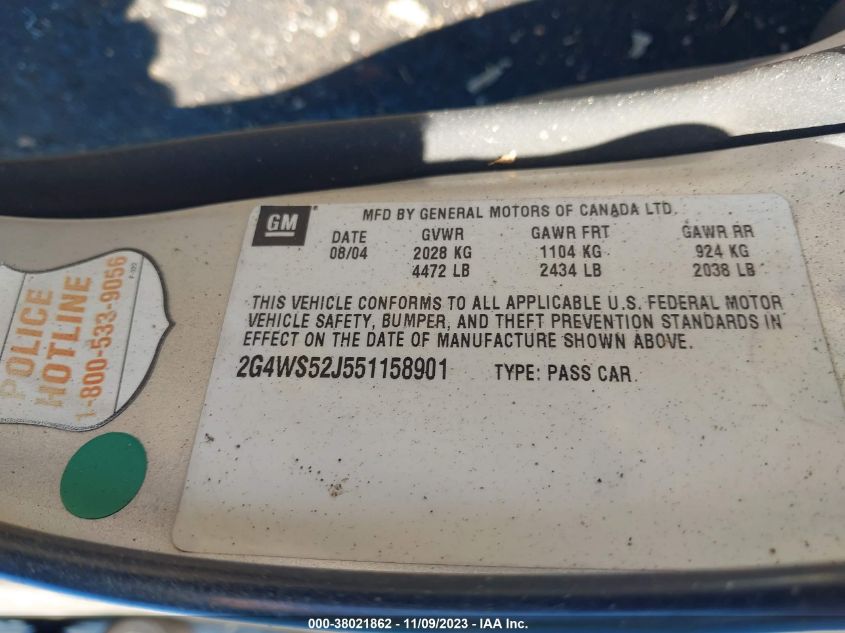 GM
MFD BY GENERAL MOTORS OF CANADA LTD.
DATE GVWR GAWR FRT GAWR RR
08/04 2028 KG 1104 KG 924 KG
4472 LB 2434 LB 2038 LB
THIS VEHICLE CONFORMS TO ALL APPLICABLE U.S. FEDERAL MOTOR
VEHICLE SAFETY, BUMPER, AND THEFT PREVENTION STANDARDS IN
EFFECT ON THE DATE OF MANUFACTURE SHOWN ABOVE.
2G4WS52J551158901 TYPE: PASS CAR
POLICE
HOTLINE
1-800-533-9056
000-38021862 - 11/09/2023 - IAA Inc.